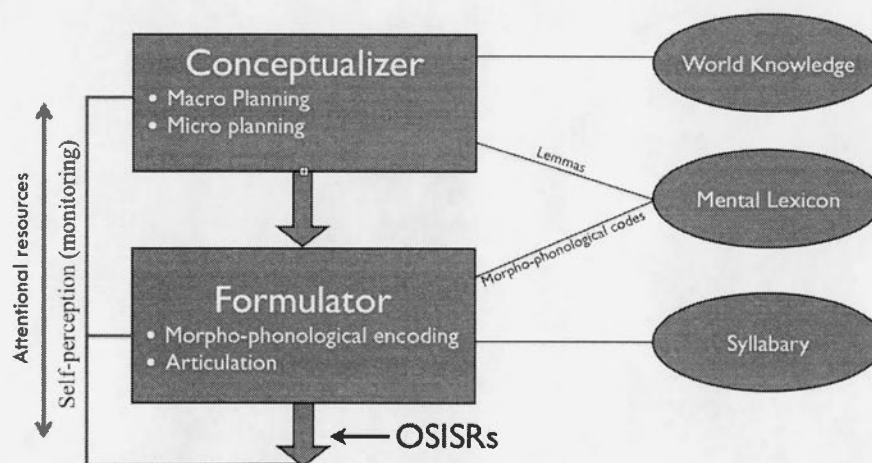 Conceptualizer
• Macro Planning
• Micro planning
World Knowledge
Lemmas
Mental Lexicon
Morpho-phonological codes
Attentional resources
Self-perception (monitoring)
Formulator
• Morpho-phonological encoding
• Articulation
Syllabary
OSISRs